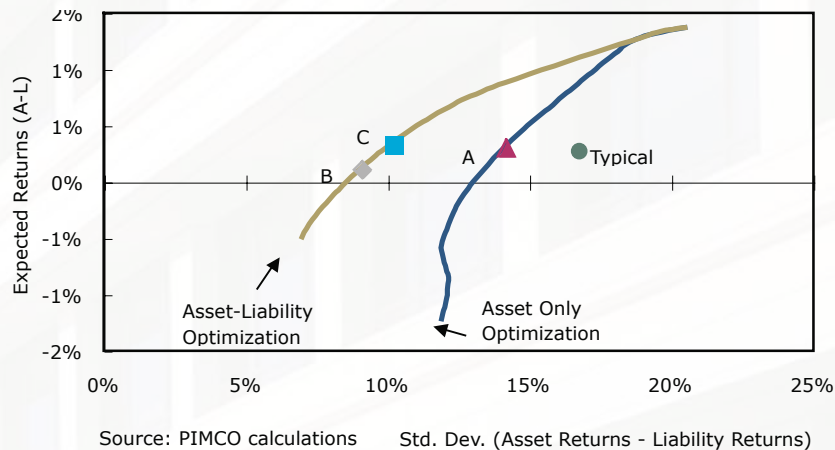 2%
1%
1%
0%
-1%
-1%
-2%
Expected Returns (A-L)
C
B
A
Typical
Asset-Liability
Optimization
Asset Only
Optimization
0% 5% 10% 15% 20% 25%
Source: PIMCO calculations Std. Dev. (Asset Returns - Liability Returns)